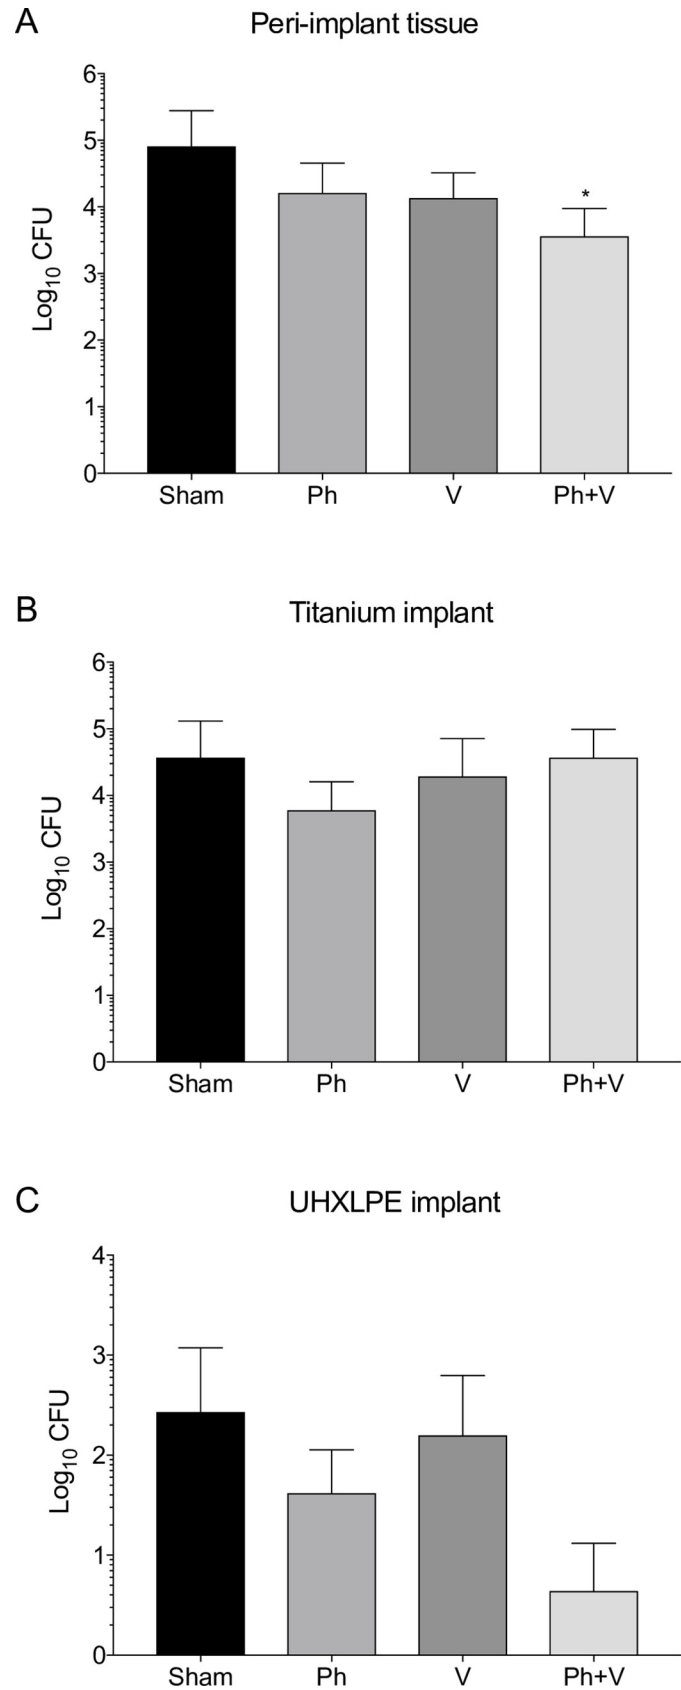 A
Peri-implant tissue
6
5
4
3
2
1
0
Log10 CFU
*
Sham Ph V Ph+V
B
Titanium implant
6
5
4
3
2
1
0
Log10 CFU
Sham Ph V Ph+V
C
UHXLPE implant
4
3
2
1
0
Log10 CFU
Sham Ph V Ph+V